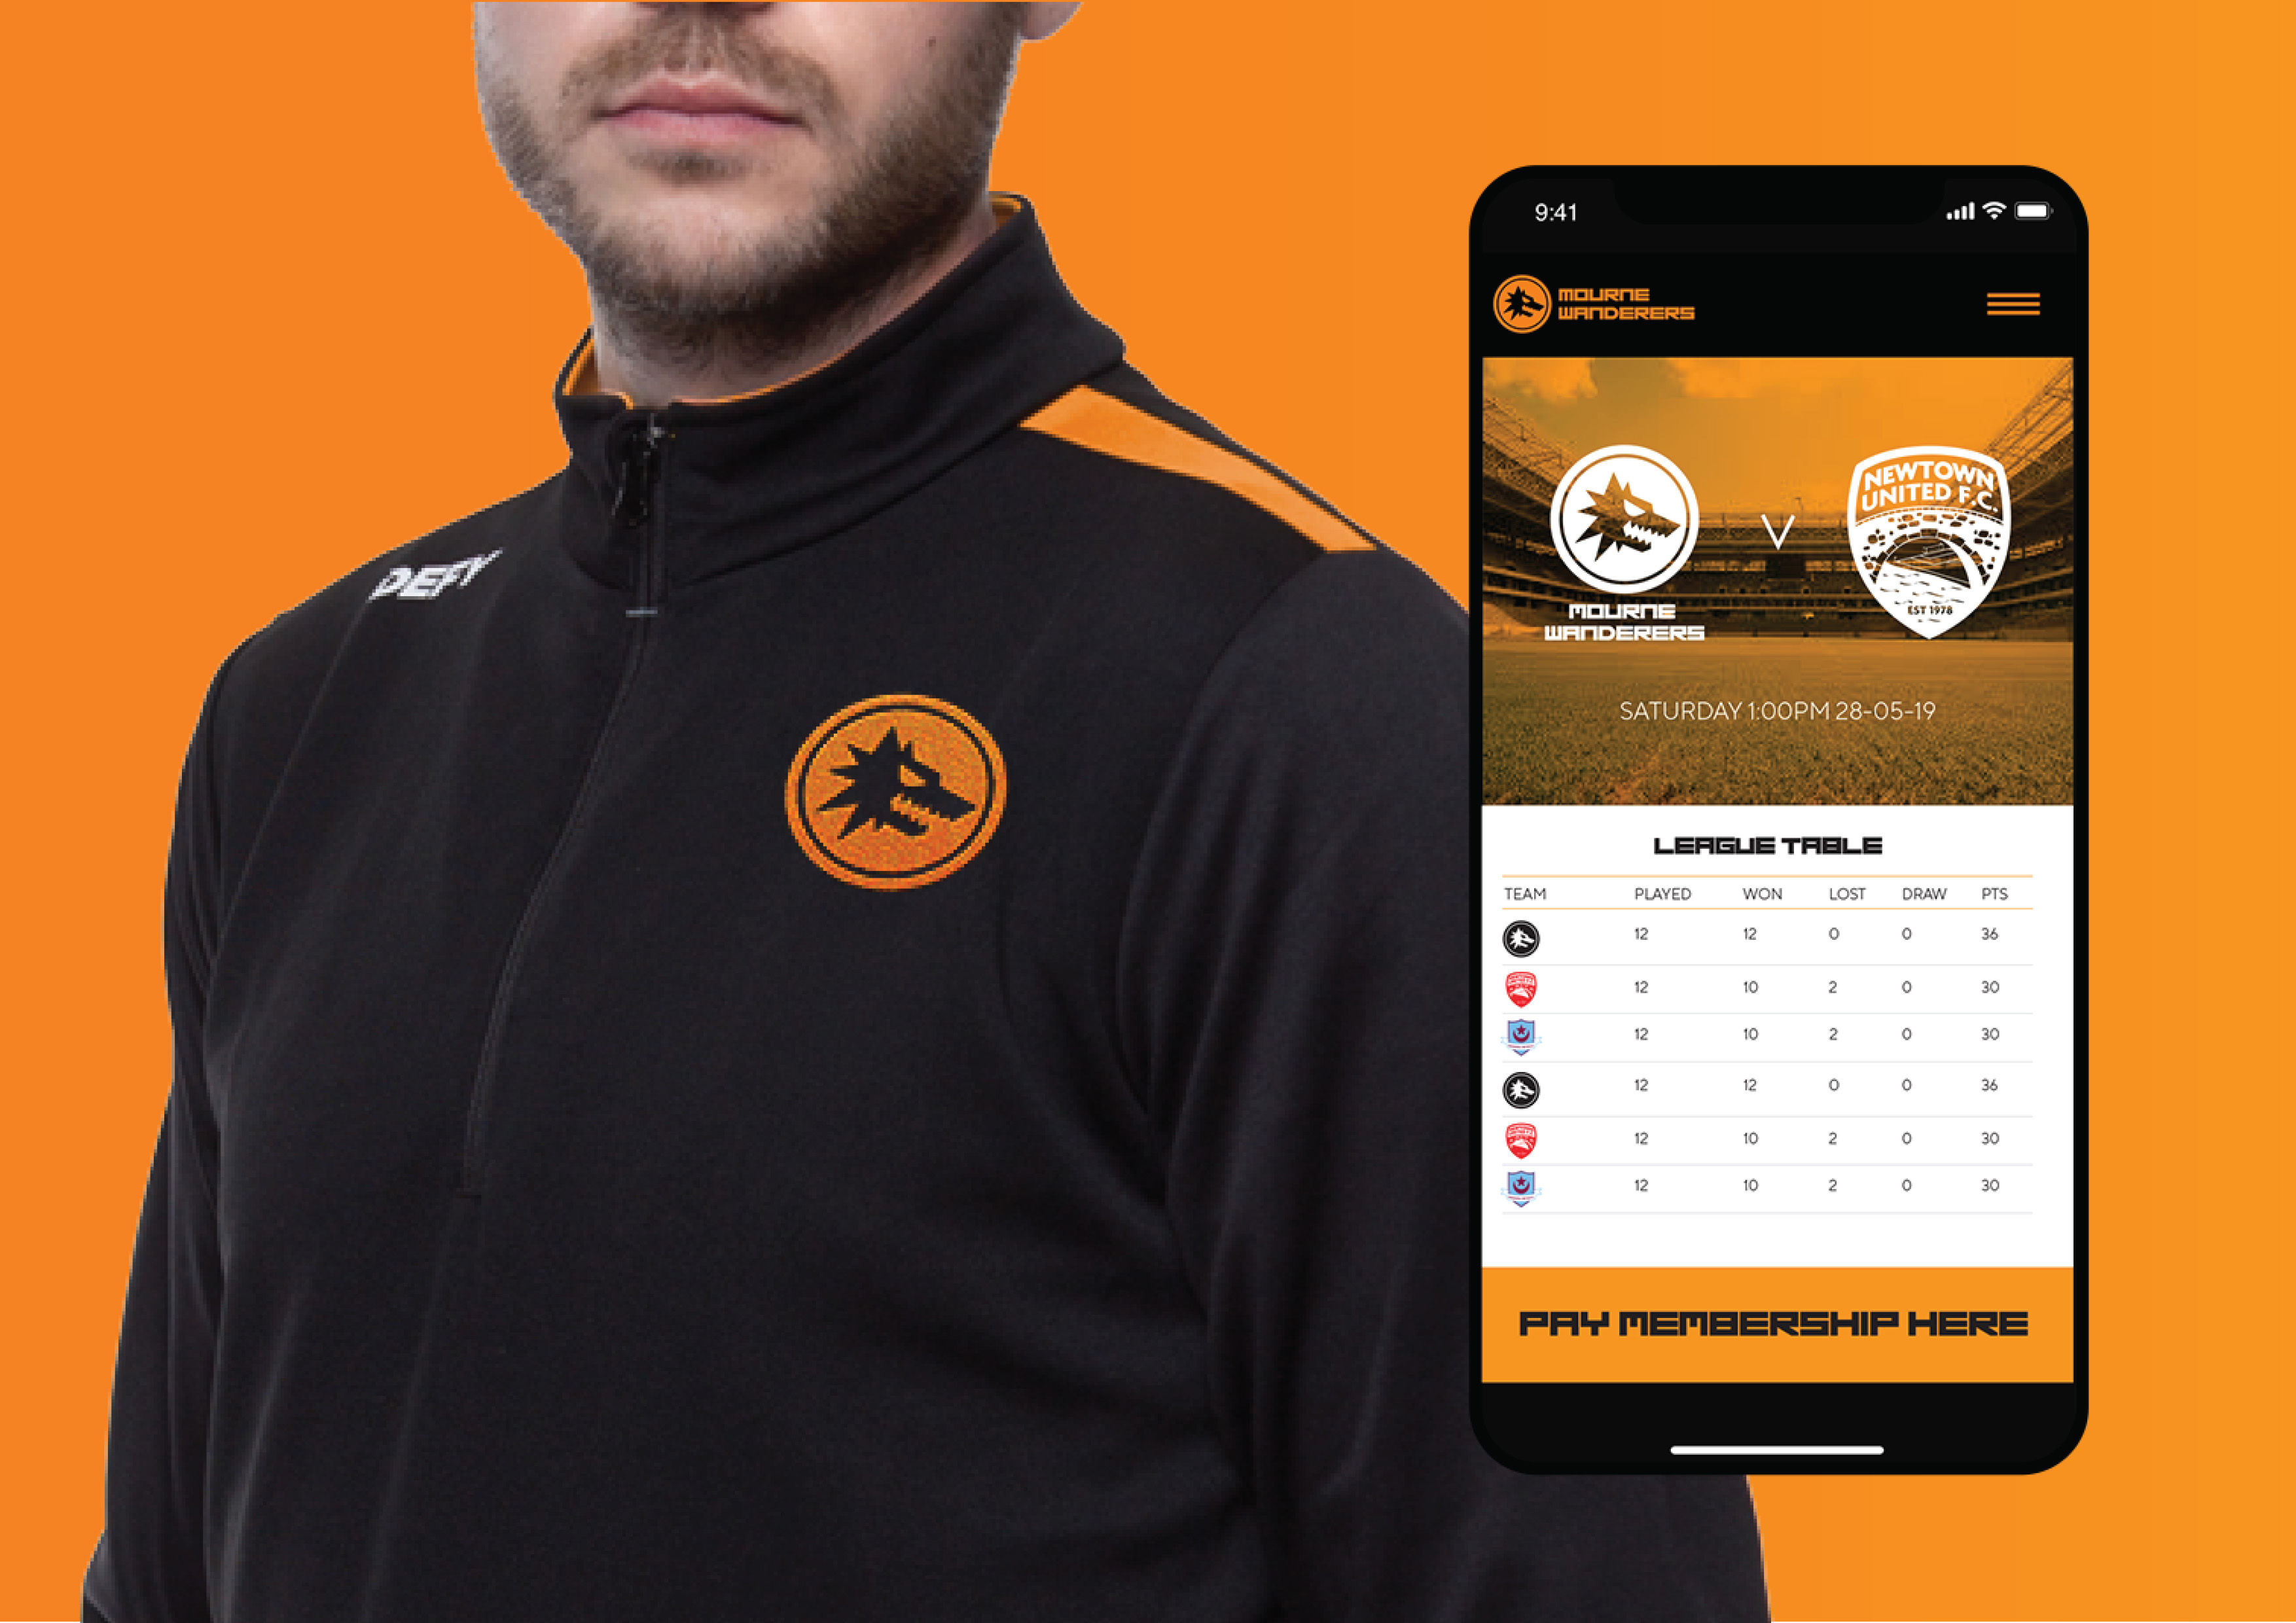 DEFY
9:41
MOURNE
WANDERERS
NEWTOWN
UNITED F.C.
EST 1978
V
MOURNE
WANDERERS
SATURDAY 1:00PM 28-05-19
LEAGUE TABLE
TEAM PLAYED WON LOST DRAW PTS
12 12 0 0 36
12 10 2 0 30
12 10 2 0 30
12 12 0 0 36
12 10 2 0 30
12 10 2 0 30
PAY MEMBERSHIP HERE